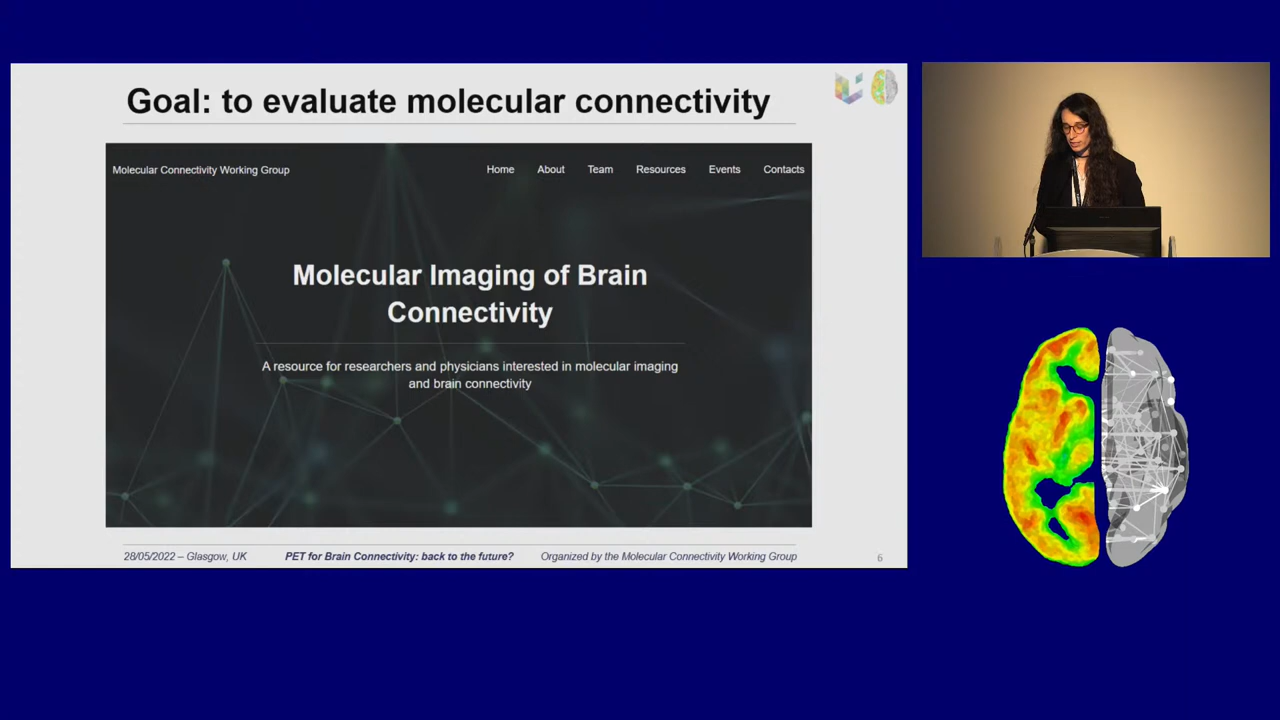 Goal: to evaluate molecular connectivity
Molecular Connectivity Working Group
Home About Team Resources Events Contacts
Molecular Imaging of Brain
Connectivity
A resource for researchers and physicians interested in molecular imaging
and brain connectivity
28/05/2022 – Glasgow, UK PET for Brain Connectivity: back to the future? Organized by the Molecular Connectivity Working Group 6